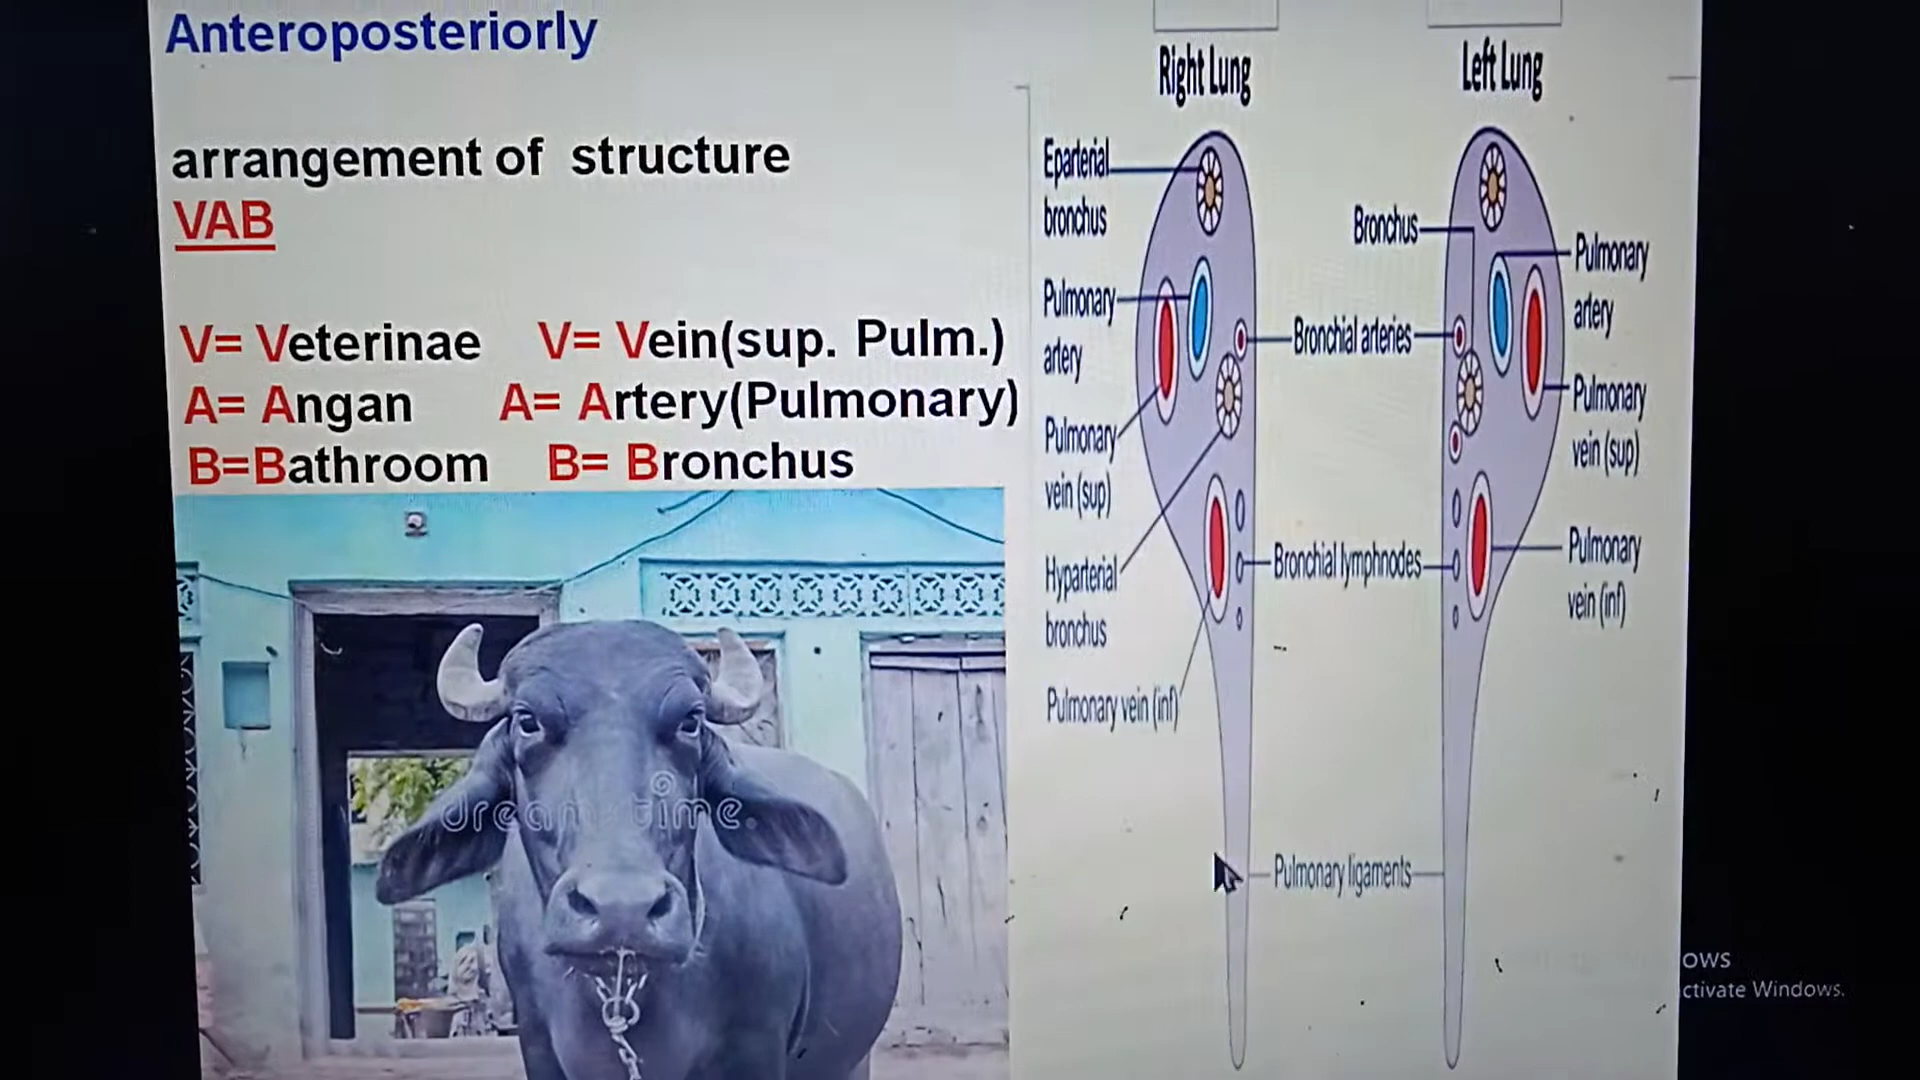 Anteroposteriorly
arrangement of structure
VAB
V= Veterinae V= Vein(sup. Pulm.)
A= Angan A= Artery(Pulmonary)
B=Bathroom B= Bronchus
dreamstime.
Right Lung
Left Lung
Eparterial
bronchus
Pulmonary
artery
Pulmonary
vein (sup)
Hyparterial
bronchus
Pulmonary vein (inf)
Bronchus
Bronchial arteries
Bronchial lymphnodes
Pulmonary ligaments
Pulmonary
artery
Pulmonary
vein (sup)
Pulmonary
vein (inf)
ows
ctivate Windows.